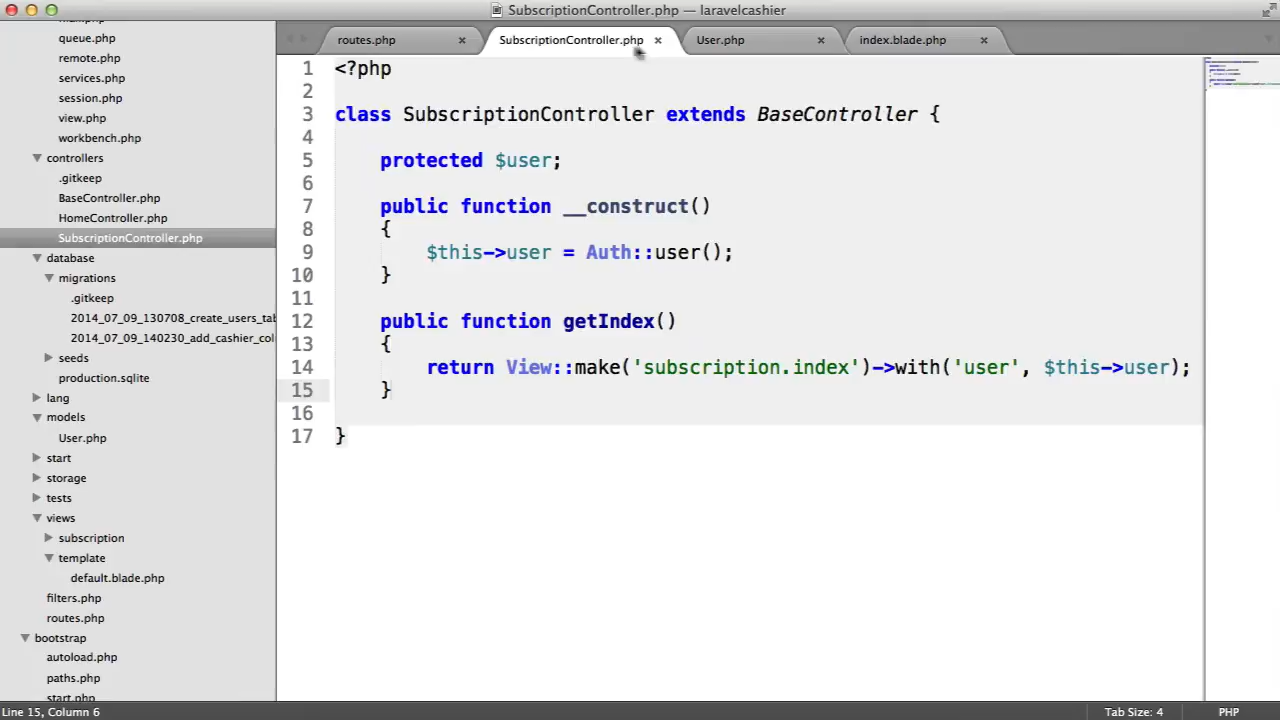 SubscriptionController.php — laravelcashier
routes.php
SubscriptionController.php
User.php
index.blade.php
queue.php
remote.php
services.php
session.php
view.php
workbench.php
controllers
.gitkeep
BaseController.php
HomeController.php
SubscriptionController.php
database
migrations
.gitkeep
2014_07_09_130708_create_users_tab
2014_07_09_140230_add_cashier_col
seeds
production.sqlite
lang
models
User.php
start
storage
tests
views
subscription
template
default.blade.php
filters.php
routes.php
bootstrap
autoload.php
paths.php
start.php
1 <?php
2
3 class SubscriptionController extends BaseController {
4
5 protected $user;
6
7 public function __construct()
8 {
9 $this->user = Auth::user();
10 }
11
12 public function getIndex()
13 {
14 return View::make('subscription.index')->with('user', $this->user);
15 }
16
17 }
Line 15, Column 6
Tab Size: 4
PHP